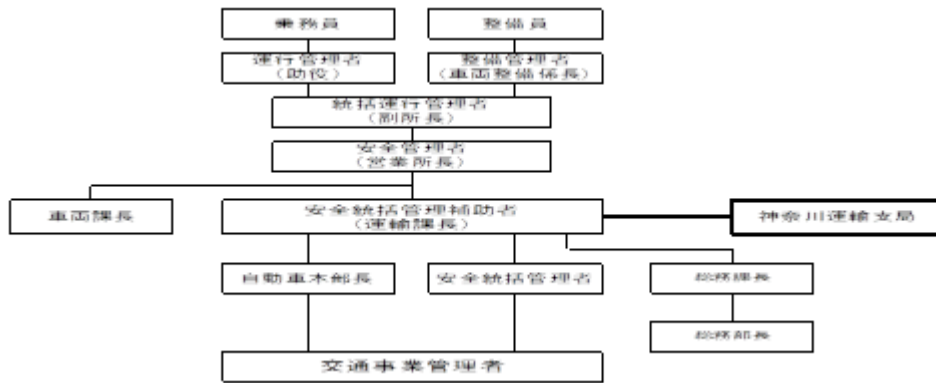 乗務員
整備員
運行管理者
(助役)
整備管理者
(車両整備係長)
統括運行管理者
(副所長)
安全管理者
(営業所長)
車両課長
安全統括管理補助者
(運輸課長)
神奈川運輸支局
自動車本部長
安全統括管理者
総務課長
総務部長
交通事業管理者